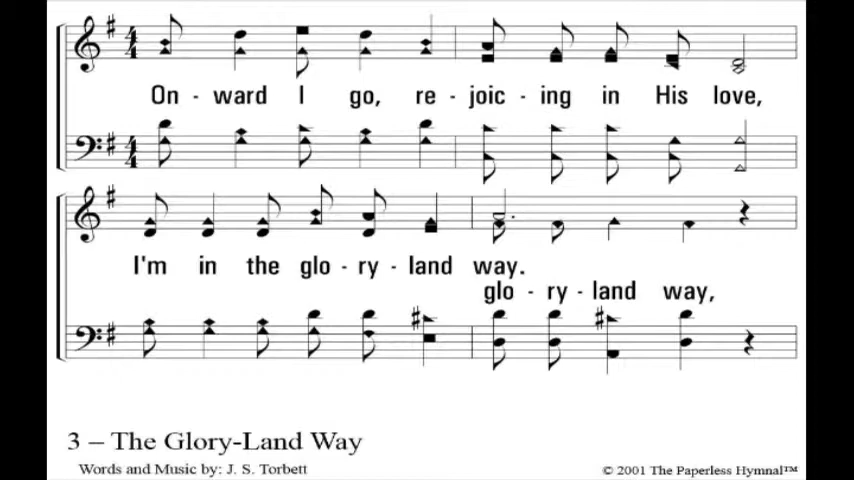 On - ward I go, re - joic - ing in His love,
I'm in the glo - ry - land way.
glo - ry - land way,
3 – The Glory-Land Way
Words and Music by: J. S. Torbett
© 2001 The Paperless Hymnal™